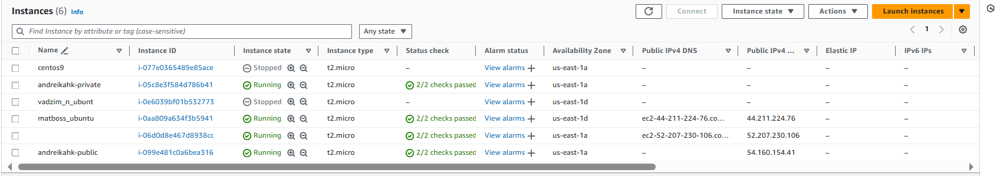 Instances (6) Info Connect Instance state Actions Launch instances
Find Instance by attribute or tag (case-sensitive) Any state 1
Name Instance ID Instance state Instance type Status check Alarm status Availability Zone Public IPv4 DNS Public IPv4 ... Elastic IP IPv6 IPs
centos9 i-077e0365489e85ace Stopped t2.micro – View alarms + us-east-1a – – – –
andreikahk-private i-05c8e3f584d786b41 Running t2.micro 2/2 checks passed View alarms + us-east-1a – – – –
vadzim_n_ubunt i-0e6039bf01b532773 Stopped t2.micro – View alarms + us-east-1d – – – –
matboss_ubuntu i-0aa809a634f3b5941 Running t2.micro 2/2 checks passed View alarms + us-east-1d ec2-44-211-224-76.co... 44.211.224.76 – –
i-06d0d8e467d8938cc Running t2.micro 2/2 checks passed View alarms + us-east-1a ec2-52-207-230-106.co... 52.207.230.106 – –
andreikahk-public i-099e481c0a6bea316 Running t2.micro 2/2 checks passed View alarms + us-east-1a – 54.160.154.41 – –